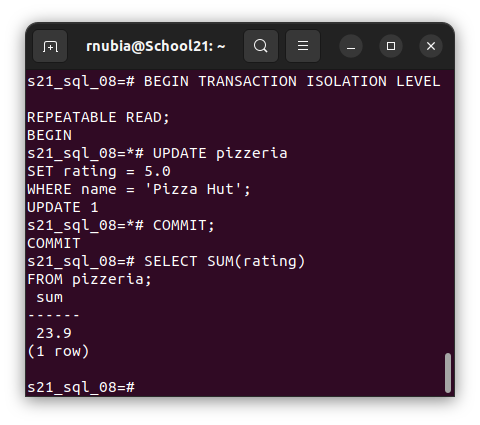 rnubia@School21: ~
s21_sql_08=# BEGIN TRANSACTION ISOLATION LEVEL
REPEATABLE READ;
BEGIN
s21_sql_08=*# UPDATE pizzeria
SET rating = 5.0
WHERE name = 'Pizza Hut';
UPDATE 1
s21_sql_08=*# COMMIT;
COMMIT
s21_sql_08=# SELECT SUM(rating)
FROM pizzeria;
sum
------
23.9
(1 row)
s21_sql_08=#